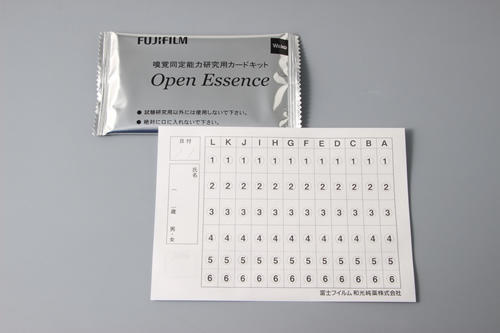 FUJIFILM
Wako
嗅覚同定能力研究用カードキット
Open Essence
● 試験研究用以外には使用しないで下さい。
● 絶対に口に入れないで下さい。
日付
氏名
( 歳 男・女
L K J I H G F E D C B A
1 1 1 1 1 1 1 1 1 1 1 1
2 2 2 2 2 2 2 2 2 2 2 2
3 3 3 3 3 3 3 3 3 3 3 3
4 4 4 4 4 4 4 4 4 4 4 4
5 5 5 5 5 5 5 5 5 5 5 5
6 6 6 6 6 6 6 6 6 6 6 6
富士フイルム 和光純薬株式会社